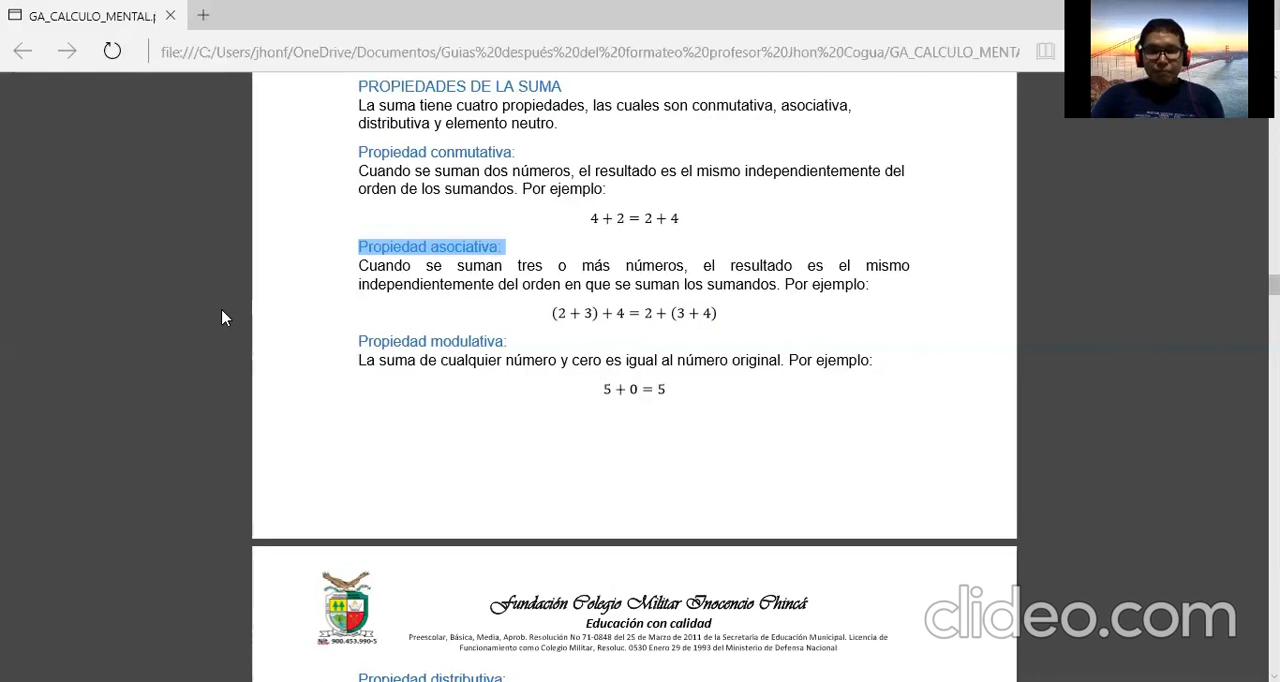 GA_CALCULO_MENTAL.p
file:///C:/Users/jhonf/OneDrive/Documentos/Guias%20después%20del%20formateo%20profesor%20Jhon%20Cogua/GA_CALCULO_MENTA
PROPIEDADES DE LA SUMA
La suma tiene cuatro propiedades, las cuales son conmutativa, asociativa,
distributiva y elemento neutro.
Propiedad conmutativa:
Cuando se suman dos números, el resultado es el mismo independientemente del
orden de los sumandos. Por ejemplo:
4 + 2 = 2 + 4
Propiedad asociativa:
Cuando se suman tres o más números, el resultado es el mismo
independientemente del orden en que se suman los sumandos. Por ejemplo:
(2 + 3) + 4 = 2 + (3 + 4)
Propiedad modulativa:
La suma de cualquier número y cero es igual al número original. Por ejemplo:
5 + 0 = 5
Fundación Colegio Militar Inocencio Chincá
Educación con calidad
Preescolar, Básica, Media, Aprob. Resolución No 71-0848 del 25 de Marzo de 2011 de la Secretaria de Educación Municipal. Licencia de
Funcionamiento como Colegio Militar, Resoluc. 0530 Enero 29 de 1993 del Ministerio de Defensa Nacional
Nit. 900.453.990-5
Propiedad distributiva:
clideo.com